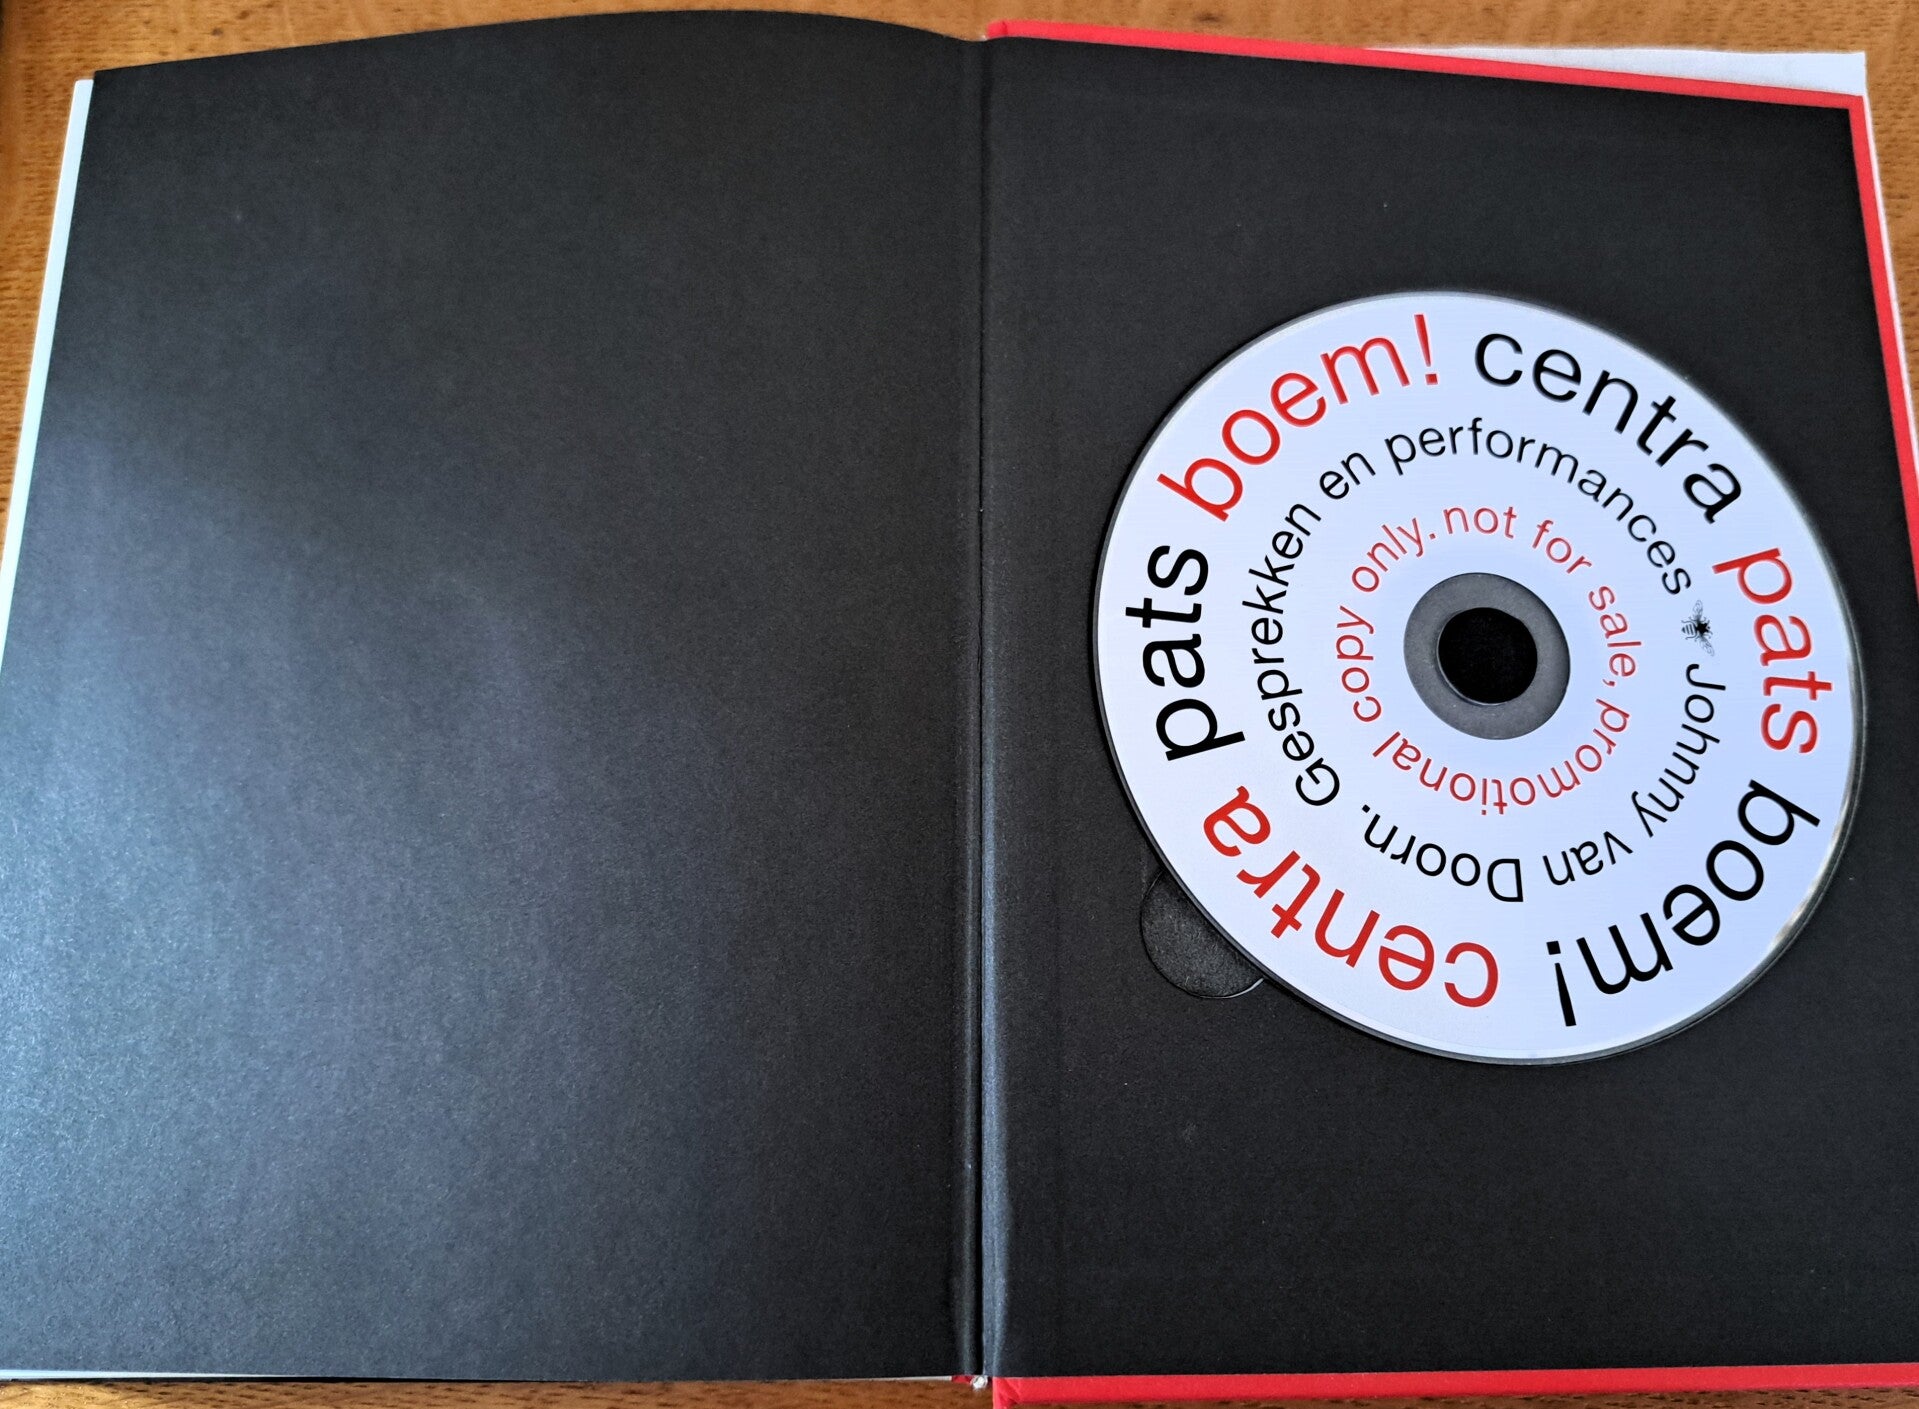 centra pats boem! centra pats boem!
Johnny van Doorn. Gesprekken en performances
not for sale, promotional copy only.